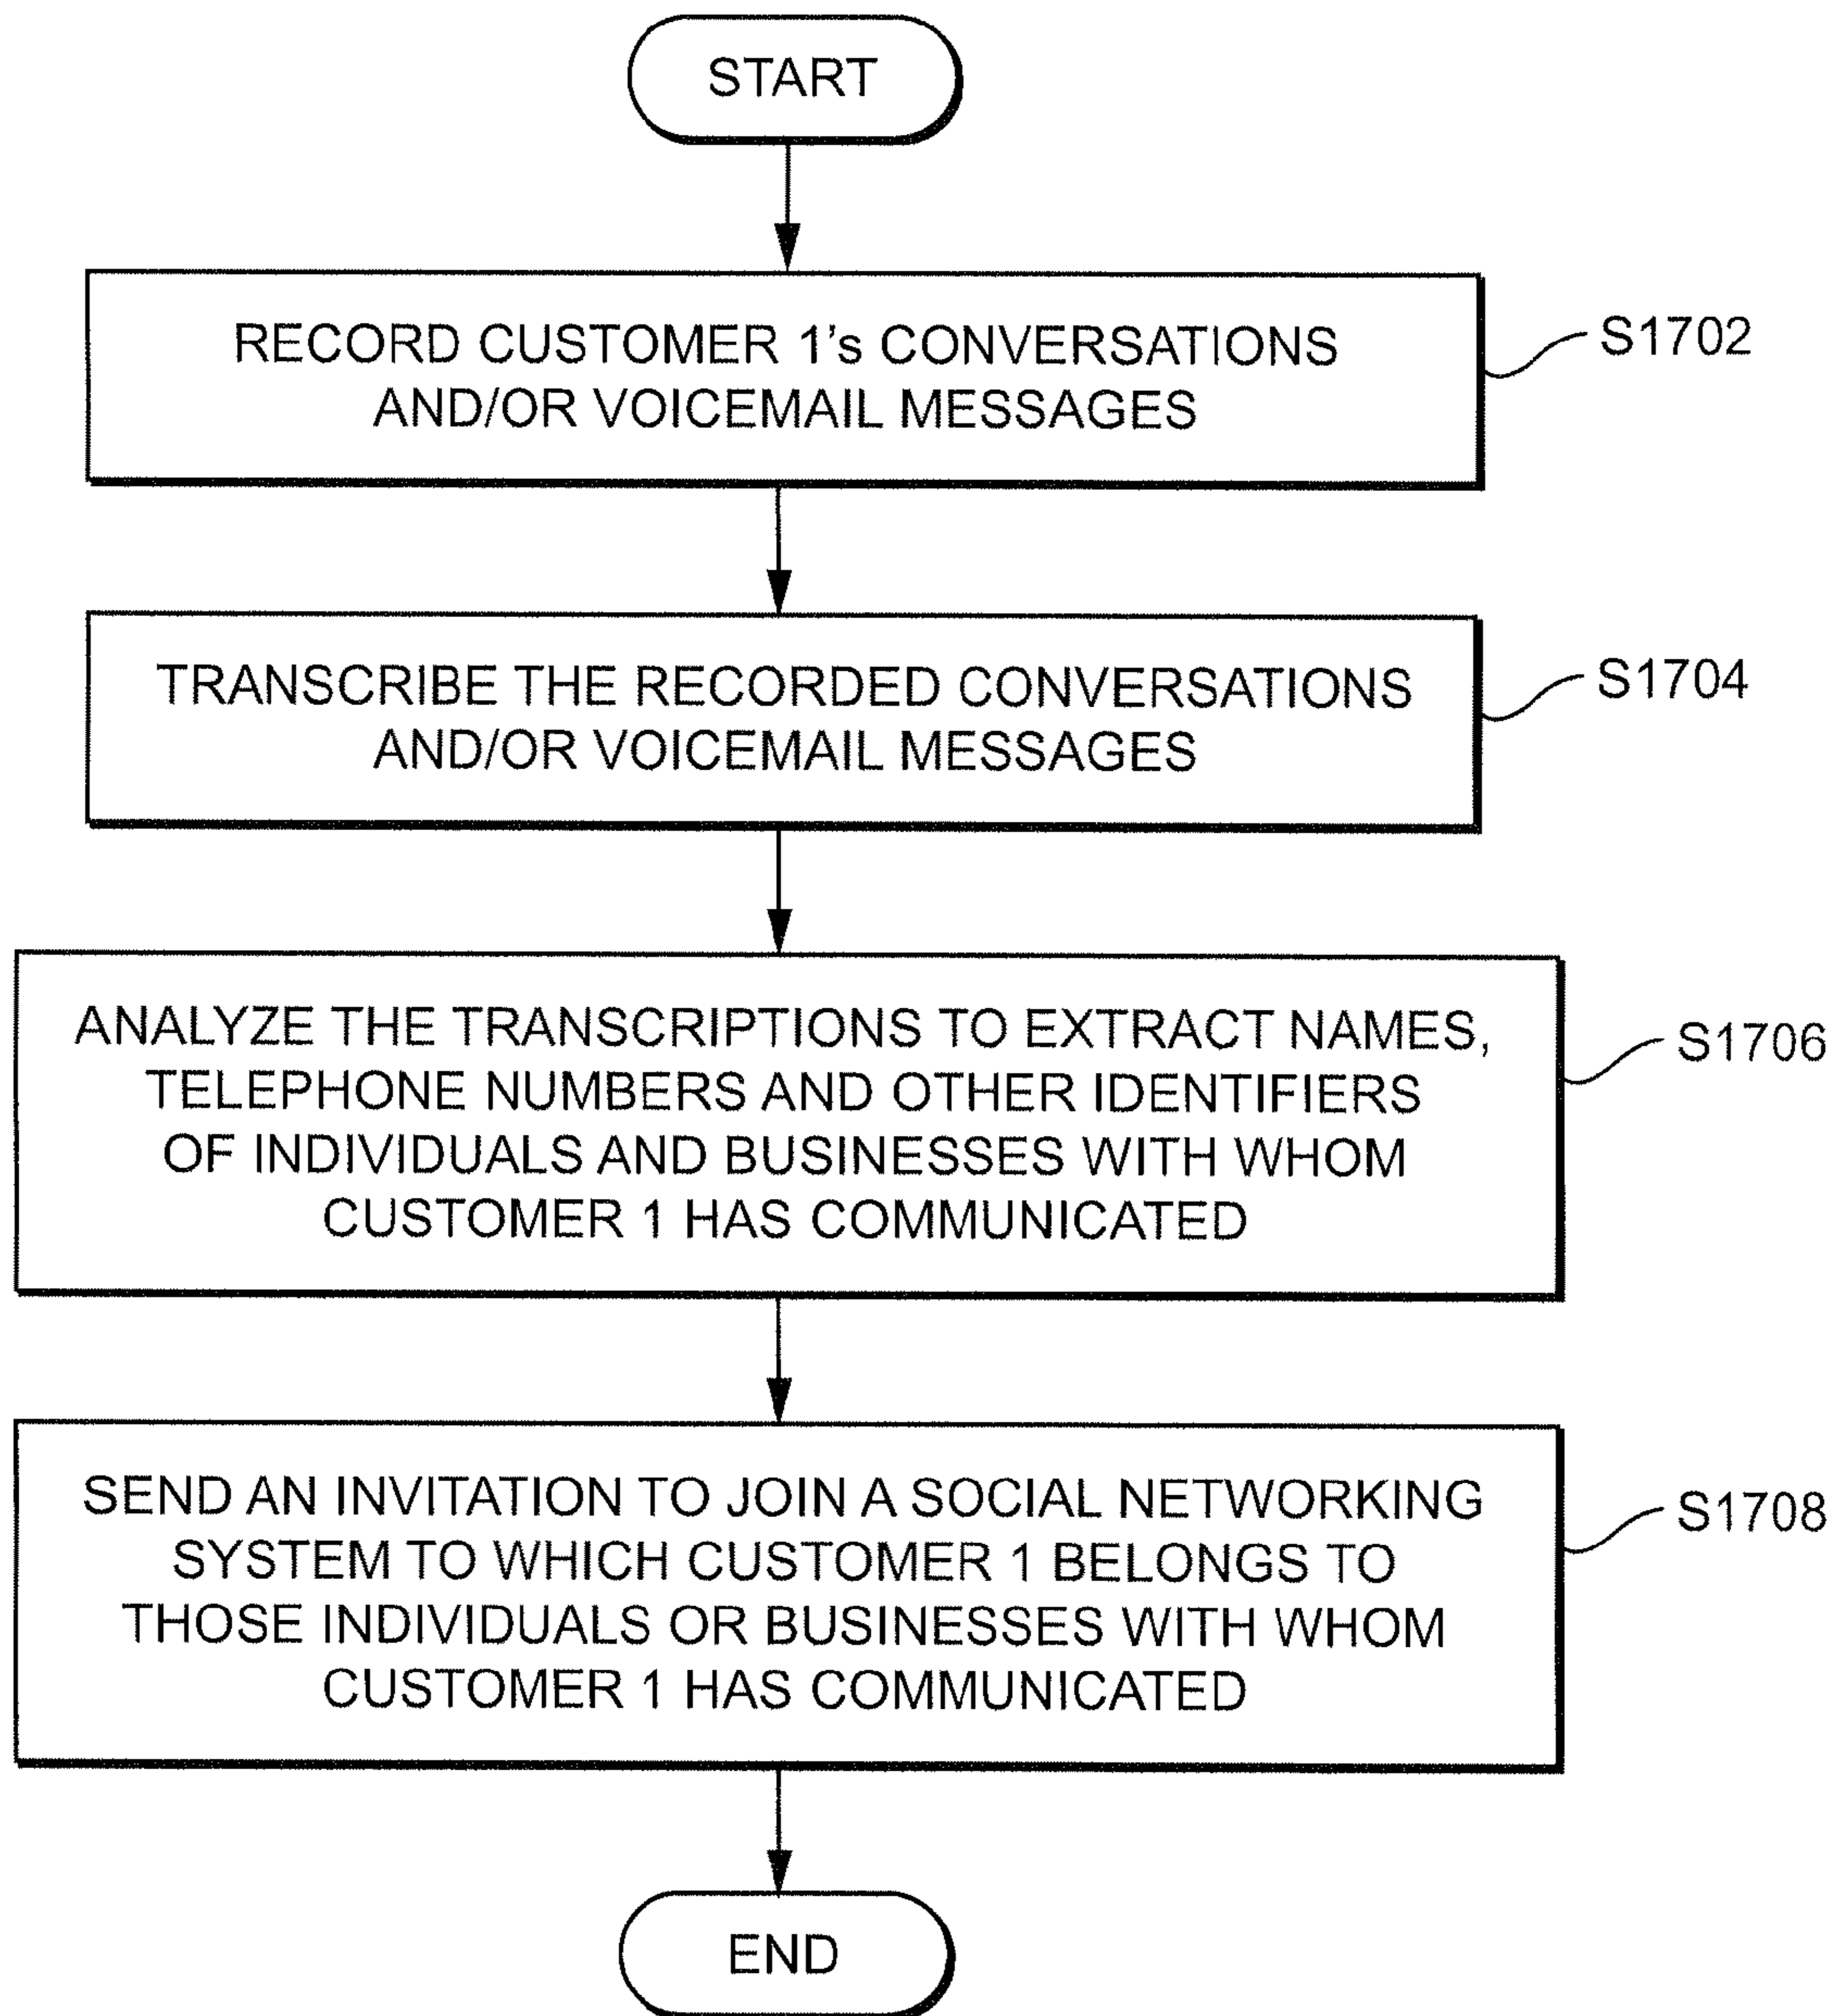 START
RECORD CUSTOMER 1's CONVERSATIONS
AND/OR VOICEMAIL MESSAGES
S1702
TRANSCRIBE THE RECORDED CONVERSATIONS
AND/OR VOICEMAIL MESSAGES
S1704
ANALYZE THE TRANSCRIPTIONS TO EXTRACT NAMES,
TELEPHONE NUMBERS AND OTHER IDENTIFIERS
OF INDIVIDUALS AND BUSINESSES WITH WHOM
CUSTOMER 1 HAS COMMUNICATED
S1706
SEND AN INVITATION TO JOIN A SOCIAL NETWORKING
SYSTEM TO WHICH CUSTOMER 1 BELONGS TO
THOSE INDIVIDUALS OR BUSINESSES WITH WHOM
CUSTOMER 1 HAS COMMUNICATED
S1708
END